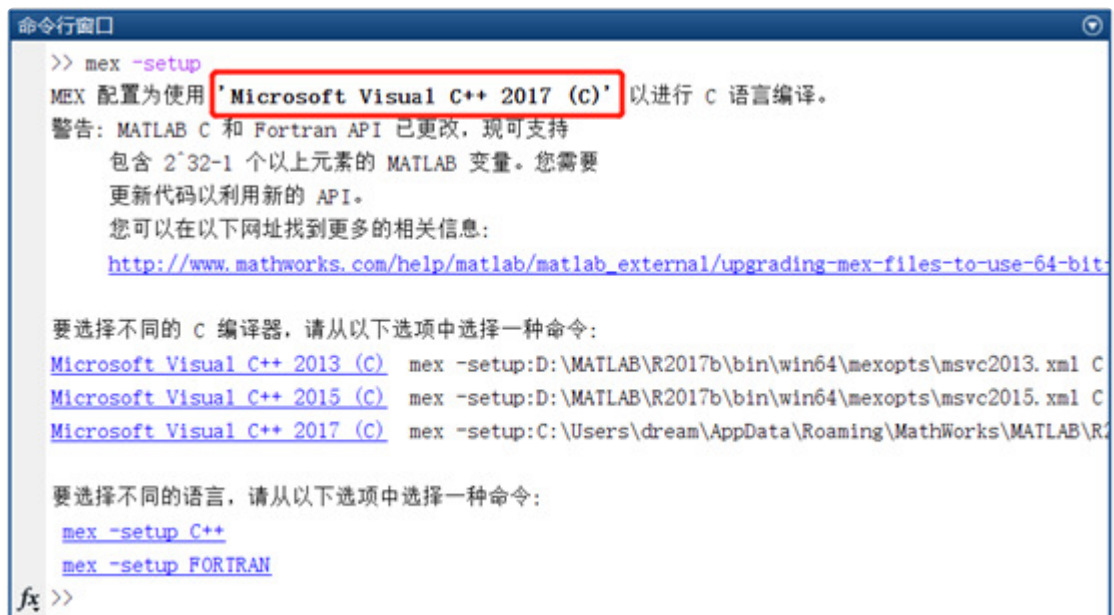 命令行窗口
>> mex -setup
MEX 配置为使用 'Microsoft Visual C++ 2017 (C)' 以进行 C 语言编译。
警告: MATLAB C 和 Fortran API 已更改，现可支持
包含 2^32-1 个以上元素的 MATLAB 变量。您需要
更新代码以利用新的 API。
您可以在以下网址找到更多的相关信息:
http://www.mathworks.com/help/matlab/matlab_external/upgrading-mex-files-to-use-64-bit-
要选择不同的 C 编译器，请从以下选项中选择一种命令:
Microsoft Visual C++ 2013 (C) mex -setup:D:\MATLAB\R2017b\bin\win64\mexopts\msvc2013.xml C
Microsoft Visual C++ 2015 (C) mex -setup:D:\MATLAB\R2017b\bin\win64\mexopts\msvc2015.xml C
Microsoft Visual C++ 2017 (C) mex -setup:C:\Users\dream\AppData\Roaming\MathWorks\MATLAB\R2
要选择不同的语言，请从以下选项中选择一种命令:
mex -setup C++
mex -setup FORTRAN
fx >>